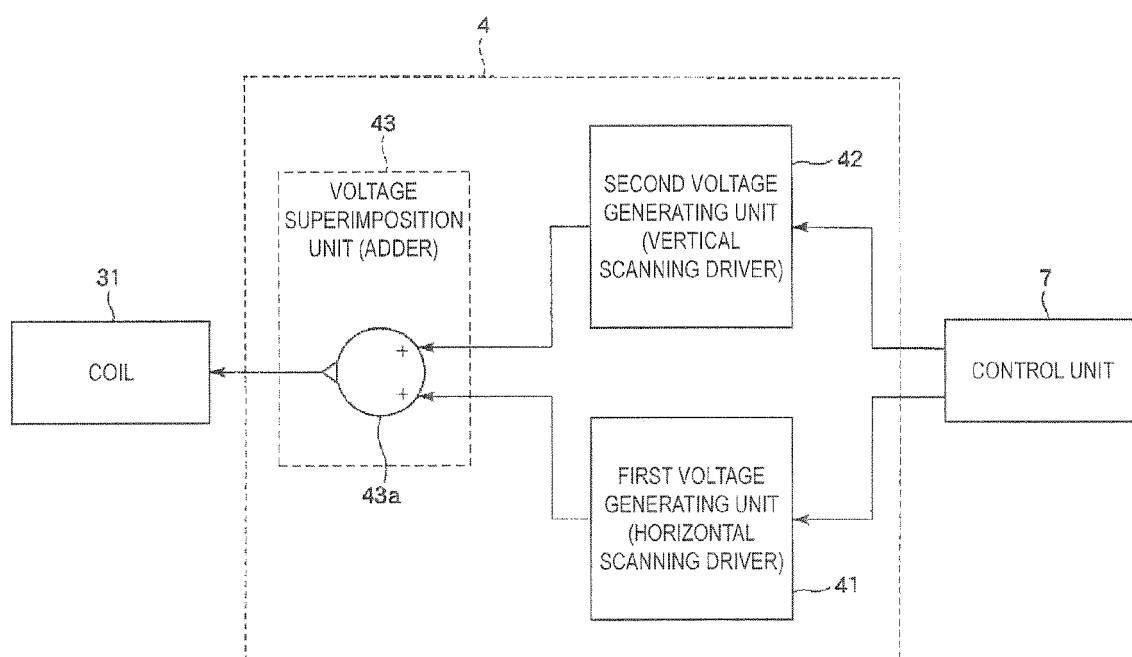 4
43
VOLTAGE
SUPERIMPOSITION
UNIT (ADDER)
42
SECOND VOLTAGE
GENERATING UNIT
(VERTICAL
SCANNING DRIVER)
31
COIL
+
+
43a
7
CONTROL UNIT
FIRST VOLTAGE
GENERATING UNIT
(HORIZONTAL
SCANNING DRIVER)
41